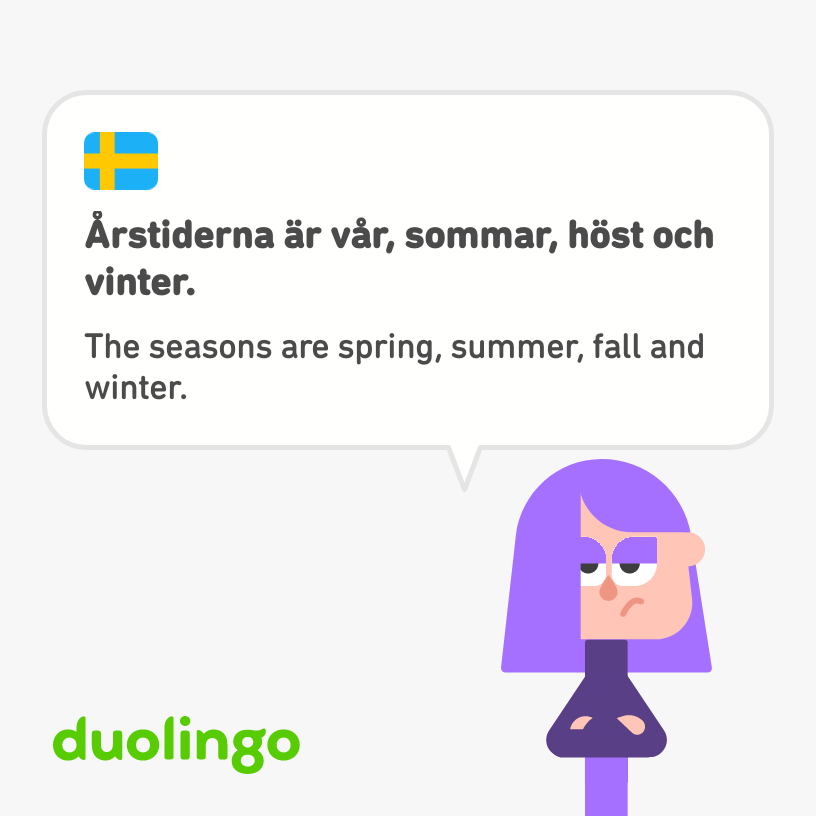 Årstiderna är vår, sommar, höst och
vinter.
The seasons are spring, summer, fall and
winter.
duolingo